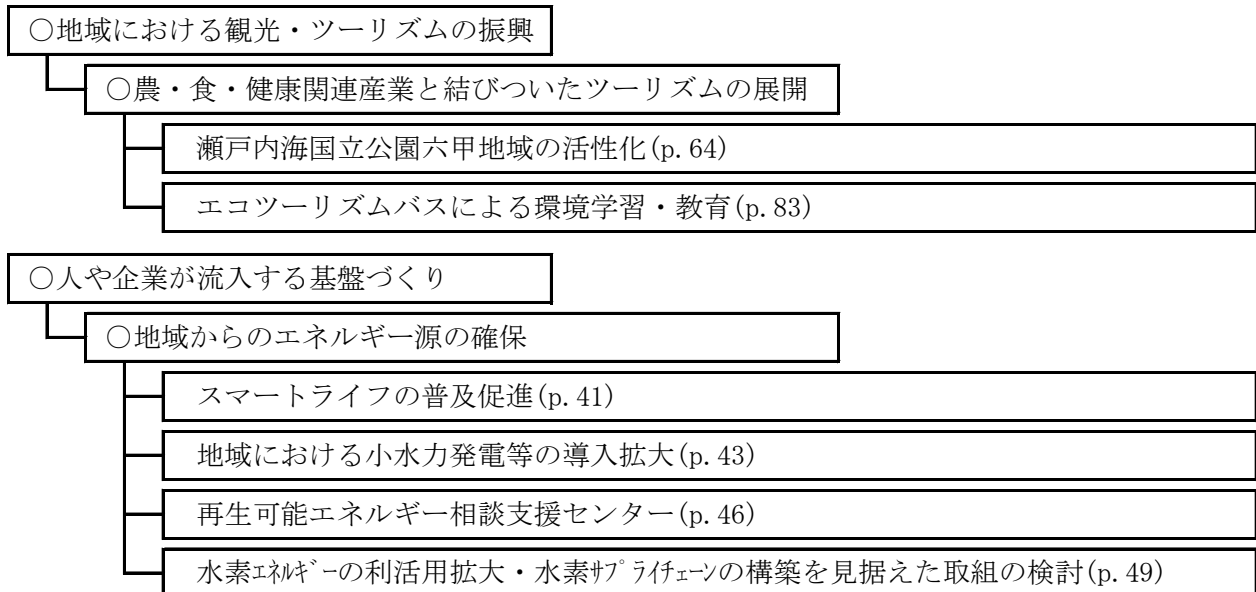 ○地域における観光・ツーリズムの振興
○農・食・健康関連産業と結びついたツーリズムの展開
瀬戸内海国立公園六甲地域の活性化(p.64)
エコツーリズムバスによる環境学習・教育(p.83)
○人や企業が流入する基盤づくり
○地域からのエネルギー源の確保
スマートライフの普及促進(p.41)
地域における小水力発電等の導入拡大(p.43)
再生可能エネルギー相談支援センター(p.46)
水素ｴﾈﾙｷﾞｰの利活用拡大・水素ｻﾌﾟﾗｲﾁｪｰﾝの構築を見据えた取組の検討(p.49)